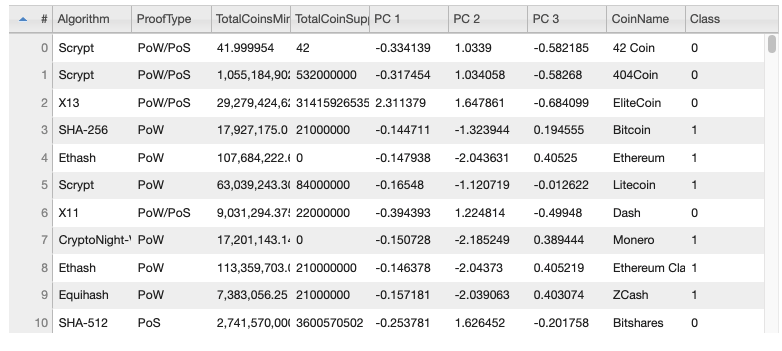 # Algorithm ProofType TotalCoinsMin TotalCoinSupp PC 1 PC 2 PC 3 CoinName Class
0 Scrypt PoW/PoS 41.999954 42 -0.334139 1.0339 -0.582185 42 Coin 0
1 Scrypt PoW/PoS 1,055,184,902 532000000 -0.317454 1.034058 -0.58268 404Coin 0
2 X13 PoW/PoS 29,279,424,62 31415926535 2.311379 1.647861 -0.684099 EliteCoin 0
3 SHA-256 PoW 17,927,175.0 21000000 -0.144711 -1.323944 0.194555 Bitcoin 1
4 Ethash PoW 107,684,222.6 0 -0.147938 -2.043631 0.40525 Ethereum 1
5 Scrypt PoW 63,039,243.30 84000000 -0.16548 -1.120719 -0.012622 Litecoin 1
6 X11 PoW/PoS 9,031,294.375 22000000 -0.394393 1.224814 -0.49948 Dash 0
7 CryptoNight-V PoW 17,201,143.14 0 -0.150728 -2.185249 0.389444 Monero 1
8 Ethash PoW 113,359,703.0 210000000 -0.146378 -2.04373 0.405219 Ethereum Cla 1
9 Equihash PoW 7,383,056.25 21000000 -0.157181 -2.039063 0.403074 ZCash 1
10 SHA-512 PoS 2,741,570,000 3600570502 -0.253781 1.626452 -0.201758 Bitshares 0